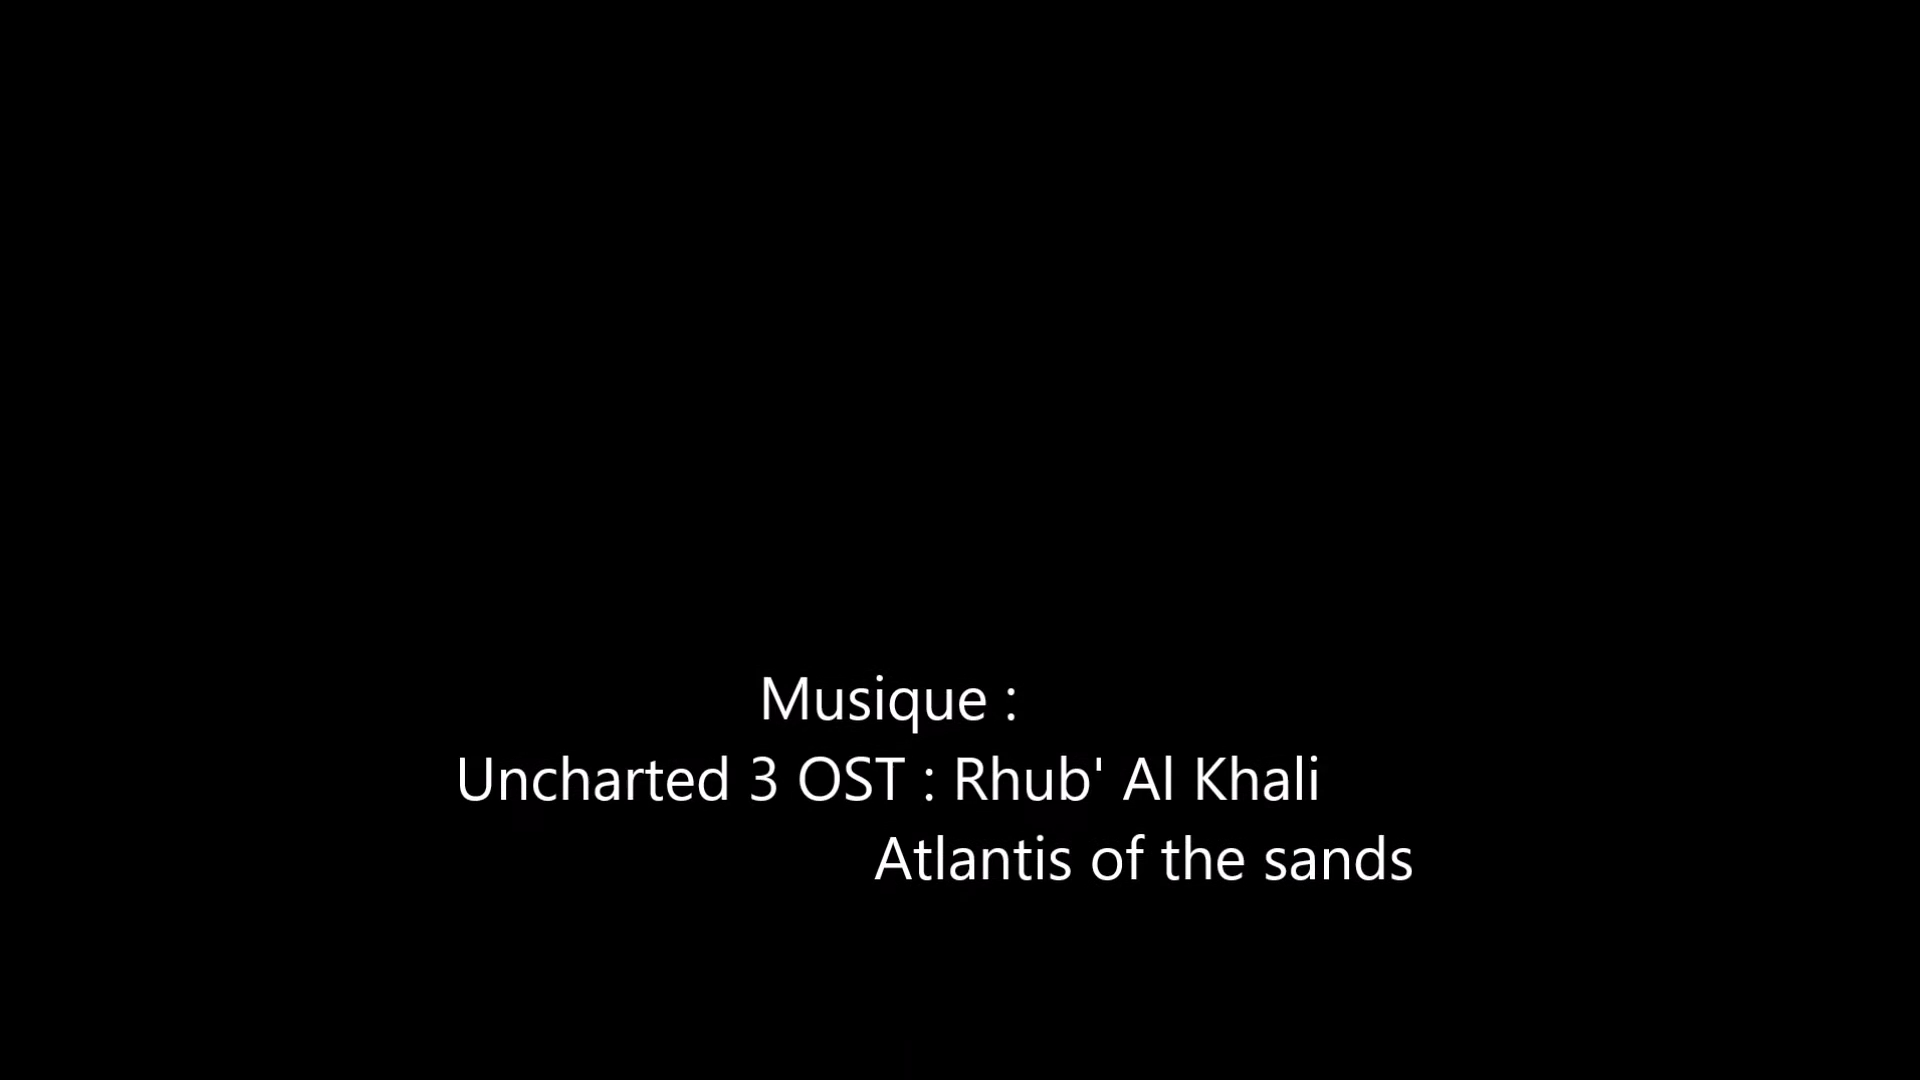 Musique :
Uncharted 3 OST : Rhub' Al Khali
Atlantis of the sands